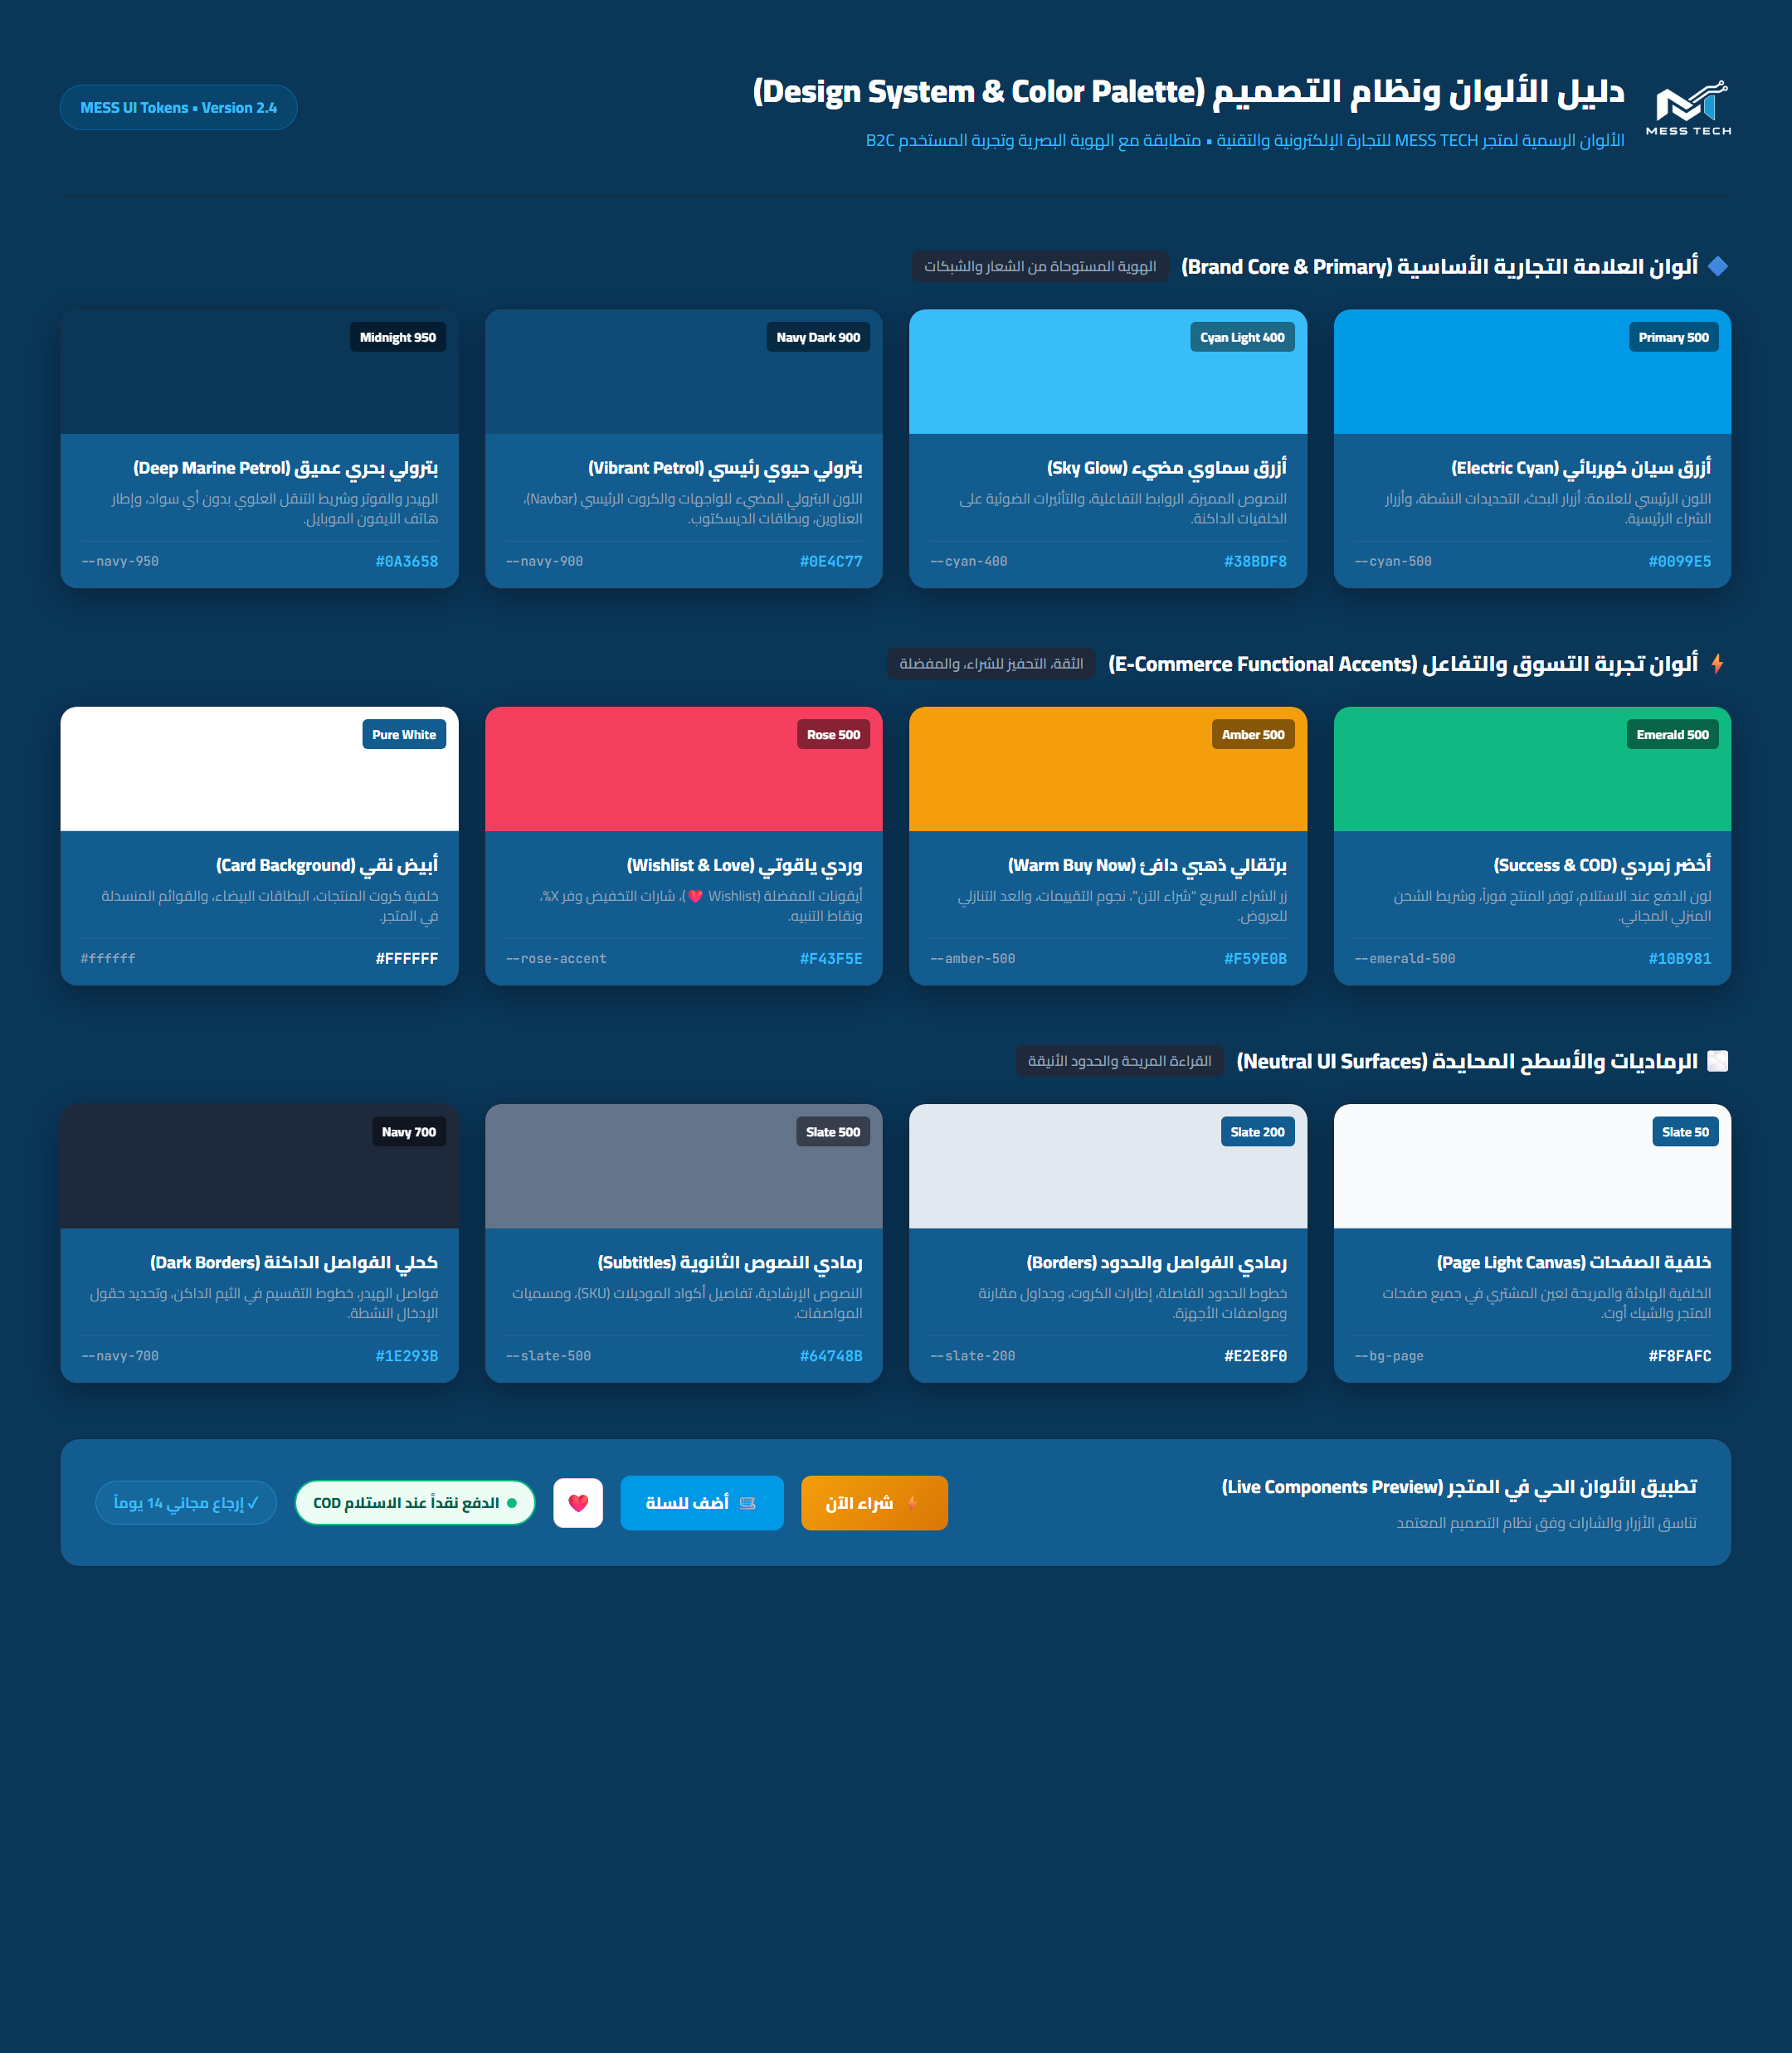 MESS TECH
دليل الألوان ونظام التصميم (Design System & Color Palette)
الألوان الرسمية لمتجر MESS TECH للتجارة الإلكترونية والتقنية • متطابقة مع الهوية البصرية وتجربة المستخدم B2C
MESS UI Tokens • Version 2.4
ألوان العلامة التجارية الأساسية (Brand Core & Primary)
الهوية المستوحاة من الشعار والشبكات
Primary 500
أزرق سيان كهربائي (Electric Cyan)
اللون الرئيسي للعلامة: أزرار البحث، التحديدات النشطة، وأزرار
الشراء الرئيسية.
#0099E5
--cyan-500
Cyan Light 400
أزرق سماوي مضيء (Sky Glow)
النصوص المميزة، الروابط التفاعلية، والتأثيرات الضوئية على
الخلفيات الداكنة.
#38BDF8
--cyan-400
Navy Dark 900
بترولي حيوي رئيسي (Vibrant Petrol)
اللون البترولي المضيء للواجهات والكروت الرئيسي (Navbar)،
العناوين، وبطاقات الديسكتوب.
#0E4C77
--navy-900
Midnight 950
بترولي بحري عميق (Deep Marine Petrol)
الهيدر والفوتر وشريط التنقل العلوي بدون أي سواد، وإطار
هاتف الآيفون الموبايل.
#0A3658
--navy-950
ألوان تجربة التسوق والتفاعل (E-Commerce Functional Accents)
الثقة، التحفيز للشراء، والمفضلة
Emerald 500
أخضر زمردي (Success & COD)
لون الدفع عند الاستلام، توفر المنتج فوراً، وشريط الشحن
المنزلي المجاني.
#10B981
--emerald-500
Amber 500
برتقالي ذهبي دافئ (Warm Buy Now)
زر الشراء السريع "شراء الآن"، نجوم التقييمات، والعد التنازلي
للعروض.
#F59E0B
--amber-500
Rose 500
وردي ياقوتي (Wishlist & Love)
أيقونات المفضلة (Wishlist ❤️)، شارات التخفيض وفر X%،
ونقاط التنبيه.
#F43F5E
--rose-accent
Pure White
أبيض نقي (Card Background)
خلفية كروت المنتجات، البطاقات البيضاء، والقوائم المنسدلة
في المتجر.
#FFFFFF
#ffffff
الرماديات والأسطح المحايدة (Neutral UI Surfaces)
القراءة المريحة والحدود الأنيقة
Slate 50
خلفية الصفحات (Page Light Canvas)
الخلفية الهادئة والمريحة لعين المشتري في جميع صفحات
المتجر والشيك أوت.
#F8FAFC
--bg-page
Slate 200
رمادي الفواصل والحدود (Borders)
خطوط الحدود الفاصلة، إطارات الكروت، وجداول مقارنة
ومواصفات الأجهزة.
#E2E8F0
--slate-200
Slate 500
رمادي النصوص الثانوية (Subtitles)
النصوص الإرشادية، تفاصيل أكواد الموديلات (SKU)، ومسميات
المواصفات.
#64748B
--slate-500
Navy 700
كحلي الفواصل الداكنة (Dark Borders)
فواصل الهيدر، خطوط التقسيم في الثيم الداكن، وتحديد حقول
الإدخال النشطة.
#1E293B
--navy-700
تطبيق الألوان الحي في المتجر (Live Components Preview)
تناسق الأزرار والشارات وفق نظام التصميم المعتمد
شراء الآن
أضف للسلة
الدفع نقداً عند الاستلام COD
✓ إرجاع مجاني 14 يوماً